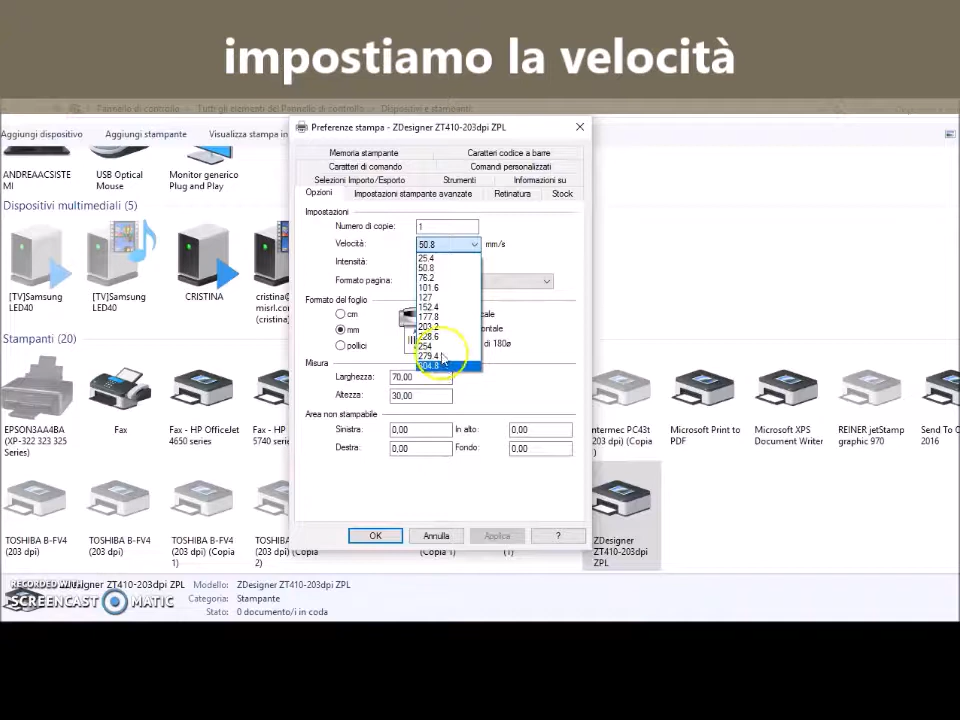 impostiamo la velocità
Pannello di controllo > Tutti gli elementi del Pannello di controllo > Dispositivi e stampanti
Aggiungi dispositivo Aggiungi stampante Visualizza stampa in
Preferenze stampa - ZDesigner ZT410-203dpi ZPL
Memoria stampante Caratteri codice a barre
Caratteri di comando Comandi personalizzati
Selezioni Importo/Esporto Strumenti Informazioni su
Opzioni Impostazioni stampante avanzate Retinatura Stock
ANDREAACSISTE
MI
USB Optical
Mouse
Monitor generico
Plug and Play
Dispositivi multimediali (5)
[TV]Samsung
LED40
[TV]Samsung
LED40
CRISTINA
cristina@
misrl.
(cristina)
Impostazioni
Numero di copie: 1
Velocità: 50.8 mm/s
25.4
50.8
76.2
101.6
127
152.4
177.8
203.2
228.6
254
279.4
304.8
Intensità:
Formato pagina:
Formato del foglio
cm
mm
pollici
di 180ø
Misura
Larghezza: 70,00
Altezza: 30,00
Area non stampabile
Sinistra: 0,00 In alto: 0,00
Destra: 0,00 Fondo: 0,00
OK Annulla Applica ?
Stampanti (20)
EPSON3AA4BA
(XP-322 323 325
Series)
Fax
Fax - HP OfficeJet
4650 series
Fax - HP
5740 series
Intermec PC43t
(203 dpi) (Copia
)
Microsoft Print to
PDF
Microsoft XPS
Document Writer
REINER jetStamp
graphic 970
Send To O
2016
TOSHIBA B-FV4
(203 dpi)
TOSHIBA B-FV4
(203 dpi)
TOSHIBA B-FV4
(203 dpi) (Copia
1)
TOSHIB
(203 dpi) (Copia
(Copia 1)
(1)
ZDesigner
ZT410-203dpi
ZPL
ZDesigner ZT410-203dpi ZPL Modello: ZDesigner ZT410-203dpi ZPL
Categoria: Stampante
Stato: 0 documento/i in coda
RECORDED WITH
SCREENCAST MATIC